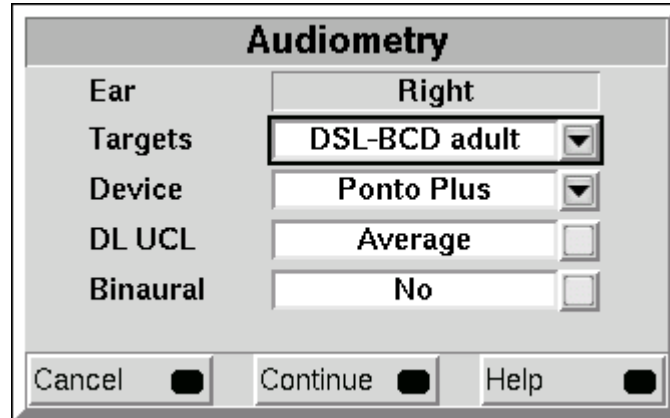 Audiometry
Ear Right
Targets DSL-BCD adult
Device Ponto Plus
DL UCL Average
Binaural No
Cancel Continue Help